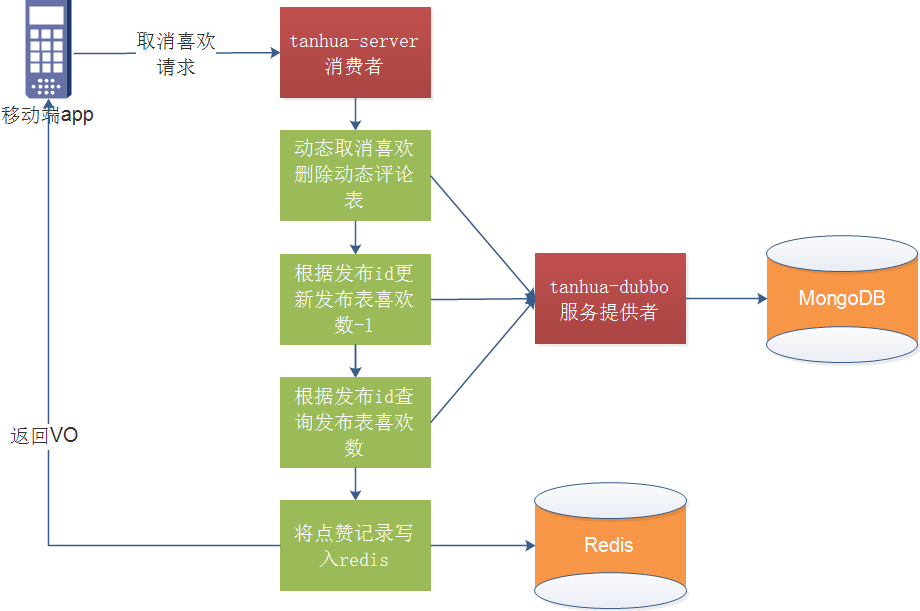 取消喜欢
请求
移动端app
tanhua-server
消费者
动态取消喜欢
删除动态评论
表
根据发布id更
新发布表喜欢
数-1
tanhua-dubbo
服务提供者
MongoDB
根据发布id查
询发布表喜欢
数
返回VO
将点赞记录写
入redis
Redis